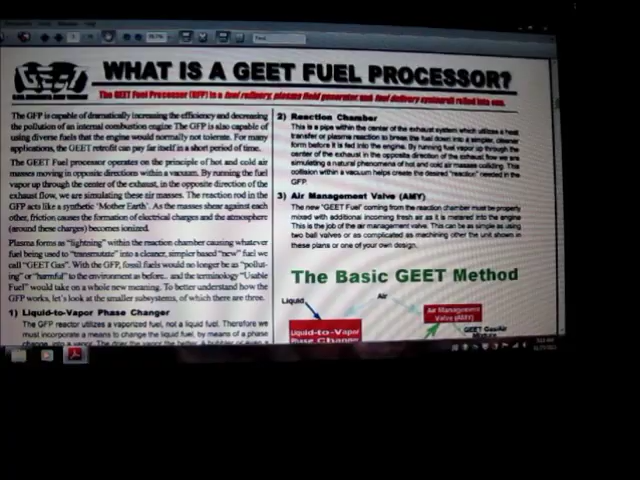 GEET
WHAT IS A GEET FUEL PROCESSOR?
The GEET Fuel Processor (GFP) is a fuel refinery, plasma field generator and fuel delivery system all rolled into one.
The GFP is capable of dramatically increasing the efficiency and decreasing
the pollution of an internal combustion engine The GFP is also capable of
using diverse fuels that the engine would normally not tolerate. For many
applications, the GEET retrofit can pay for itself in a short period of time.
The GEET Fuel processor operates on the principle of hot and cold air
masses moving in opposite directions within a vacuum. By running the fuel
vapor up through the center of the exhaust, in the opposite direction of the
exhaust flow, we are simulating these air masses. The reaction rod in the
GFP acts like a synthetic 'Mother Earth'. As the masses shear against each
other, friction causes the formation of electrical charges and the atmosphere
(around these charges) becomes ionized.
Plasma forms as "lightning" within the reaction chamber causing whatever
fuel being used to "transmutate" into a cleaner, simpler based "new" fuel we
call "GEET Gas". With the GFP, fossil fuels would no longer be as "pollut-
ing" or "harmful" to the environment as before... and the terminology "Usable
Fuel" would take on a whole new meaning. To better understand how the
GFP works, let's look at the smaller subsystems, of which there are three.
1) Liquid-to-Vapor Phase Changer
The GFP reactor utilizes a vaporized fuel, not a liquid fuel. Therefore we
must incorporate a means to change the liquid fuel, by means of a phase
2) Reaction Chamber
This is a pipe within the center of the exhaust system which utilizes a heat
transfer or plasma reaction to break the fuel down into a simpler, cleaner
form before it is fed into the engine. By running fuel vapor up through the
center of the exhaust in the opposite direction of the exhaust flow we are
simulating a natural phenomena of hot and cold air masses colliding. This
collision within a vacuum helps create the desired "reaction" needed in the
GFP.
3) Air Management Valve (AMV)
The new "GEET Fuel" coming from the reaction chamber must be properly
mixed with additional incoming fresh air as it is metered into the engine
This is the job of the air management valve. This can be as simple as using
two ball valves or as complicated as machining other the unit shown in
these plans or one of your own design.
The Basic GEET Method
Liquid
Air
Air Management
Valve (AMV)
Liquid-to-Vapor
Phase Change
GEET Gas/Air
Mixture